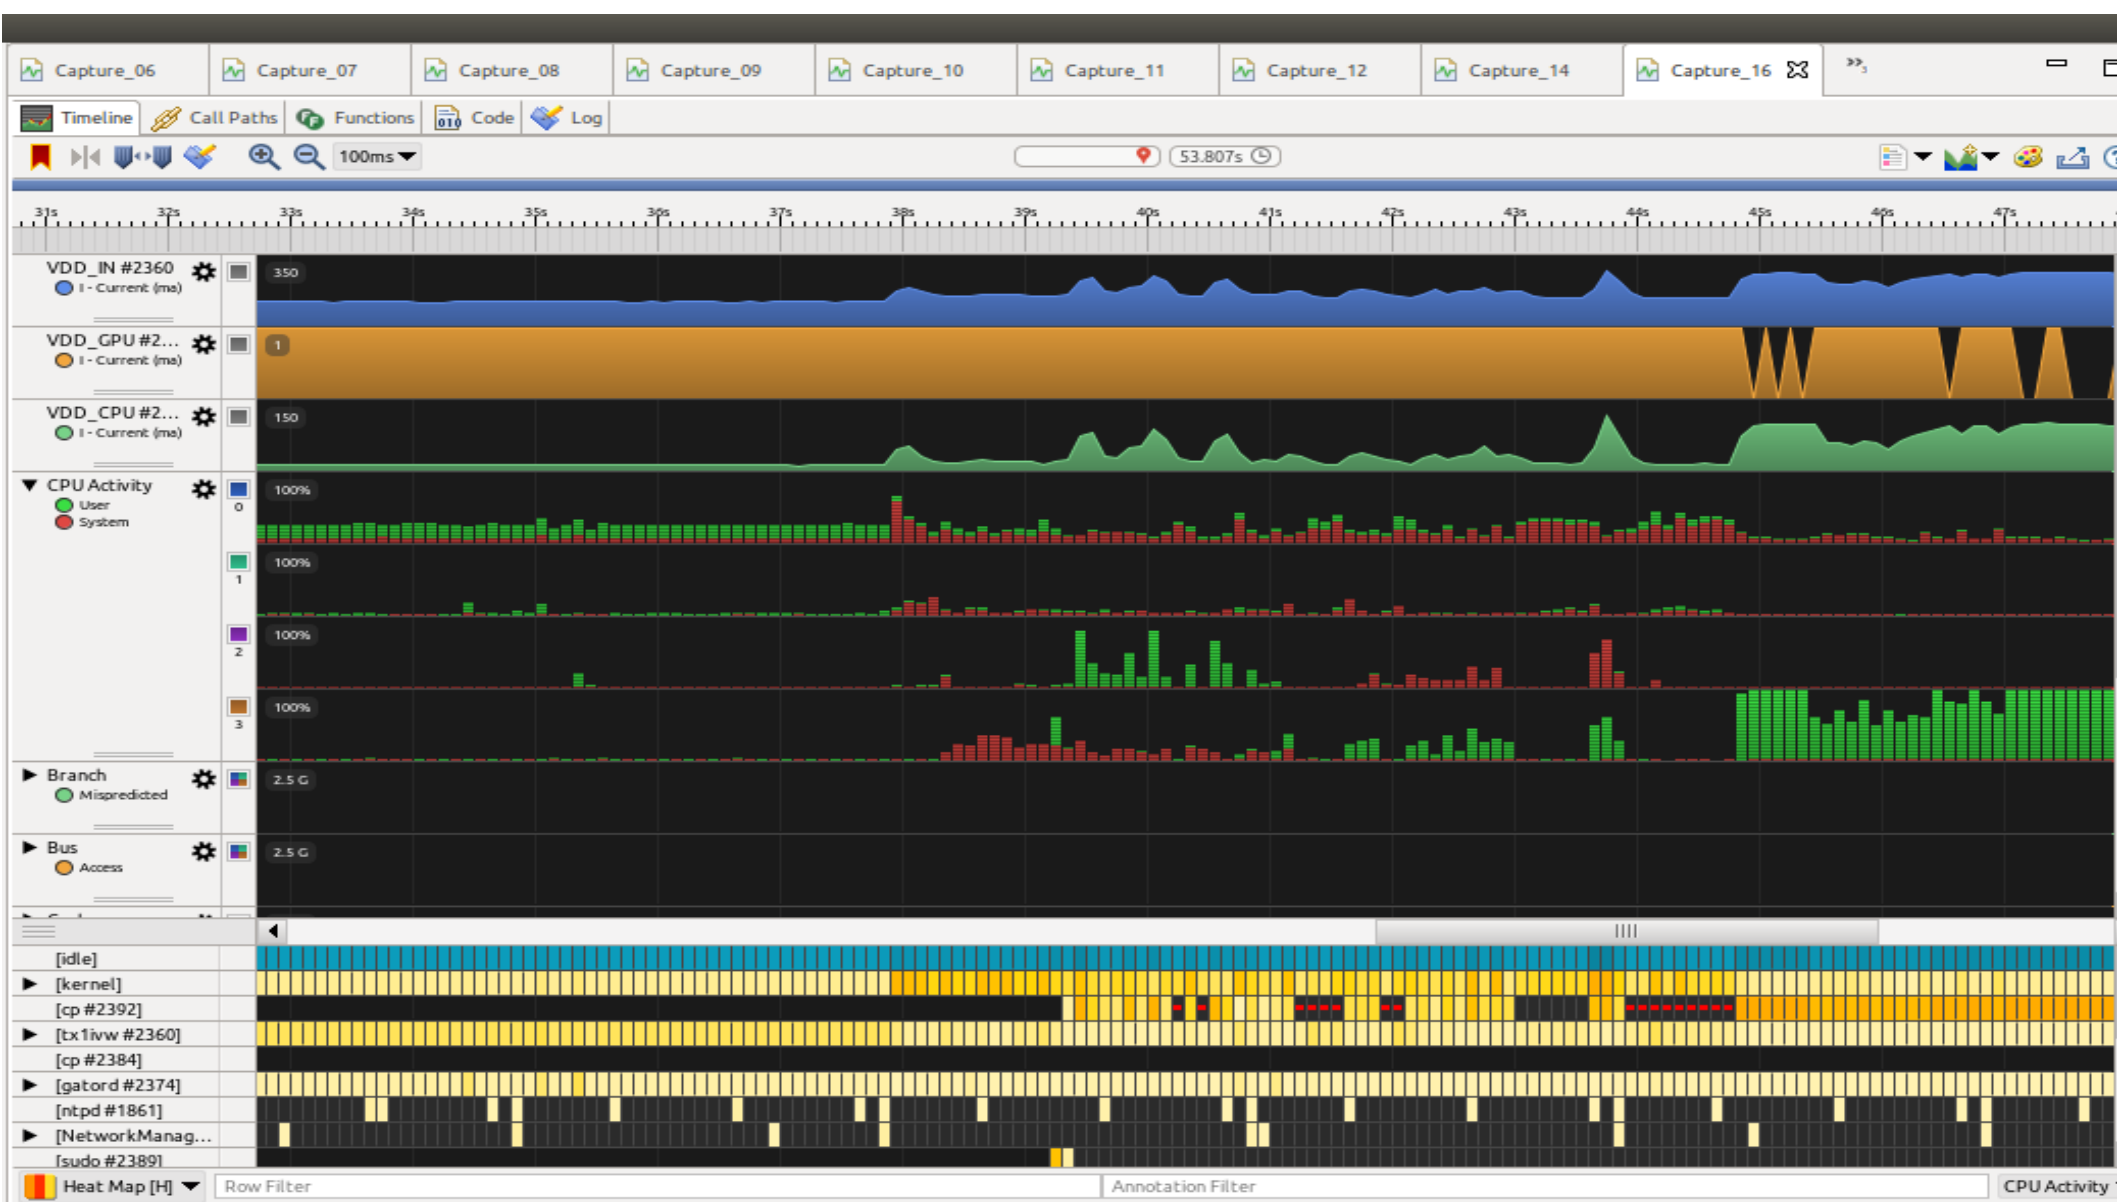 Capture_06 Capture_07 Capture_08 Capture_09 Capture_10 Capture_11 Capture_12 Capture_14 Capture_16 »3
Timeline Call Paths Functions Code Log
100ms 53.807s
31s 32s 33s 34s 35s 36s 37s 38s 39s 40s 41s 42s 43s 44s 45s 46s 47s
VDD_IN #2360 350
I - Current (ma)
VDD_GPU #2... 1
I - Current (ma)
VDD_CPU #2... 150
I - Current (ma)
CPU Activity 100%
User 0
System
100%
1
100%
2
100%
3
Branch 2.5 G
Mispredicted
Bus 2.5 G
Access
[idle]
[kernel]
[cp #2392]
[tx1ivw #2360]
[cp #2384]
[gatord #2374]
[ntpd #1861]
[NetworkManag...
[sudo #2389]
Heat Map [H] Row Filter Annotation Filter CPU Activity